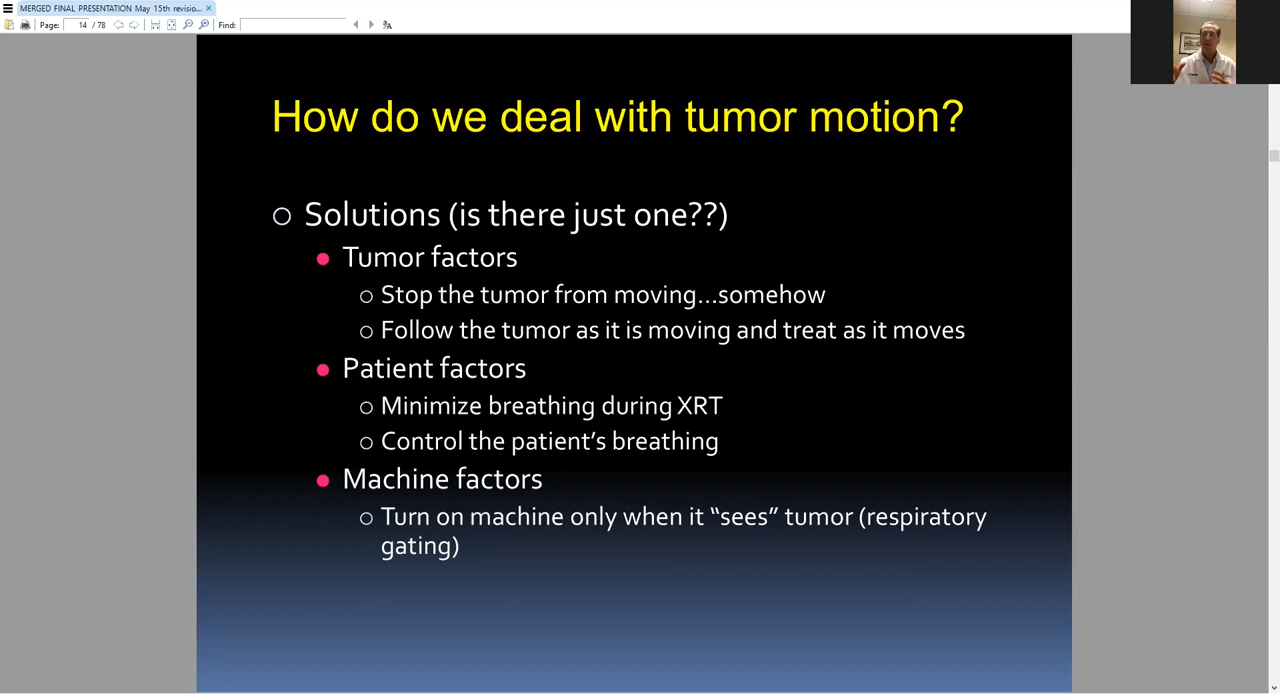 MERGED FINAL PRESENTATION May 15th revisio...
Page: 14 / 78 Find:
How do we deal with tumor motion?
Solutions (is there just one??)
Tumor factors
Stop the tumor from moving...somehow
Follow the tumor as it is moving and treat as it moves
Patient factors
Minimize breathing during XRT
Control the patient's breathing
Machine factors
Turn on machine only when it “sees” tumor (respiratory
gating)